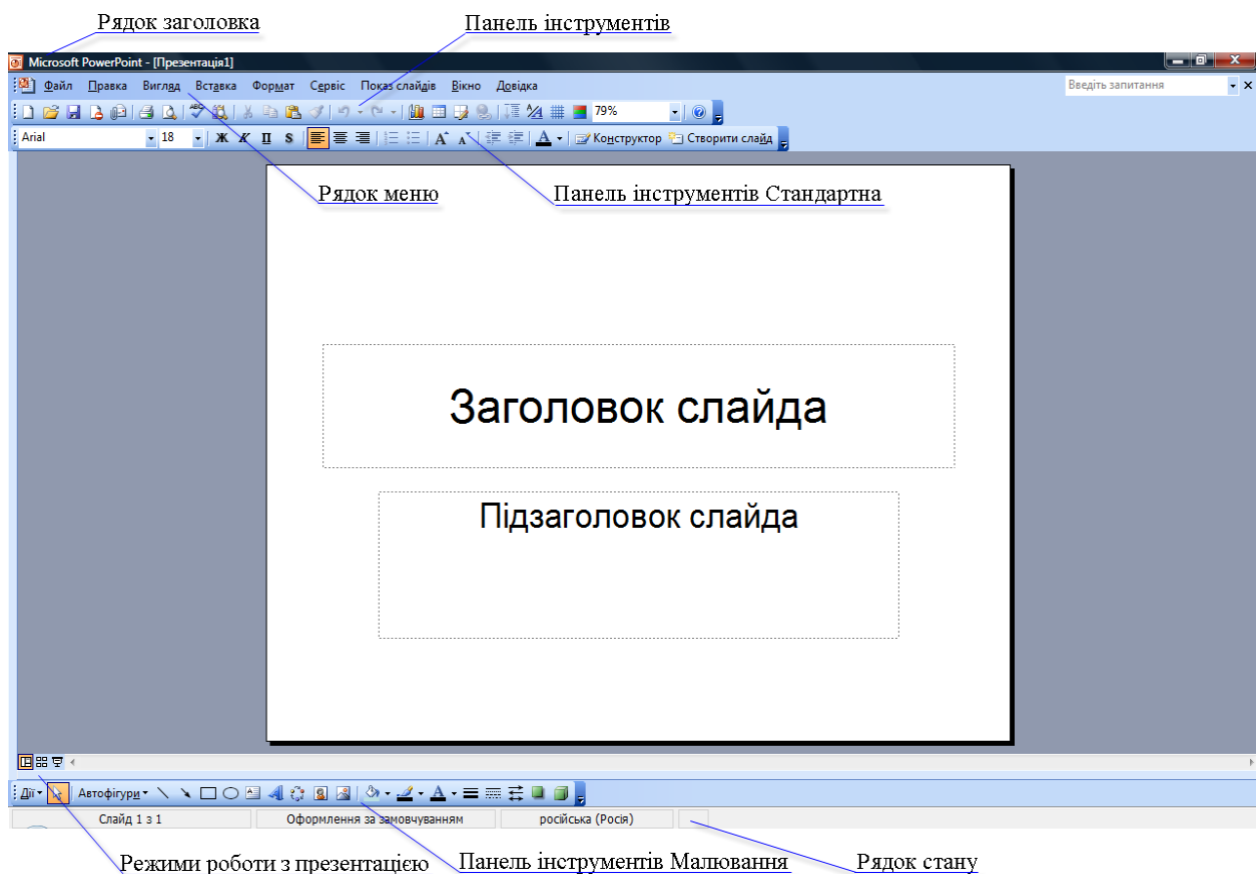 Рядок заголовка Панель інструментів
Microsoft PowerPoint - [Презентація1]
Файл Правка Вигляд Вставка Формат Сервіс Показ слайдів Вікно Довідка Введіть запитання
79%
Arial 18 Ж К П S Конструктор Створити слайд
Рядок меню Панель інструментів Стандартна
Заголовок слайда
Підзаголовок слайда
Дії Автофігури
Слайд 1 з 1 Оформлення за замовчуванням російська (Росія)
Режими роботи з презентацією Панель інструментів Малювання Рядок стану